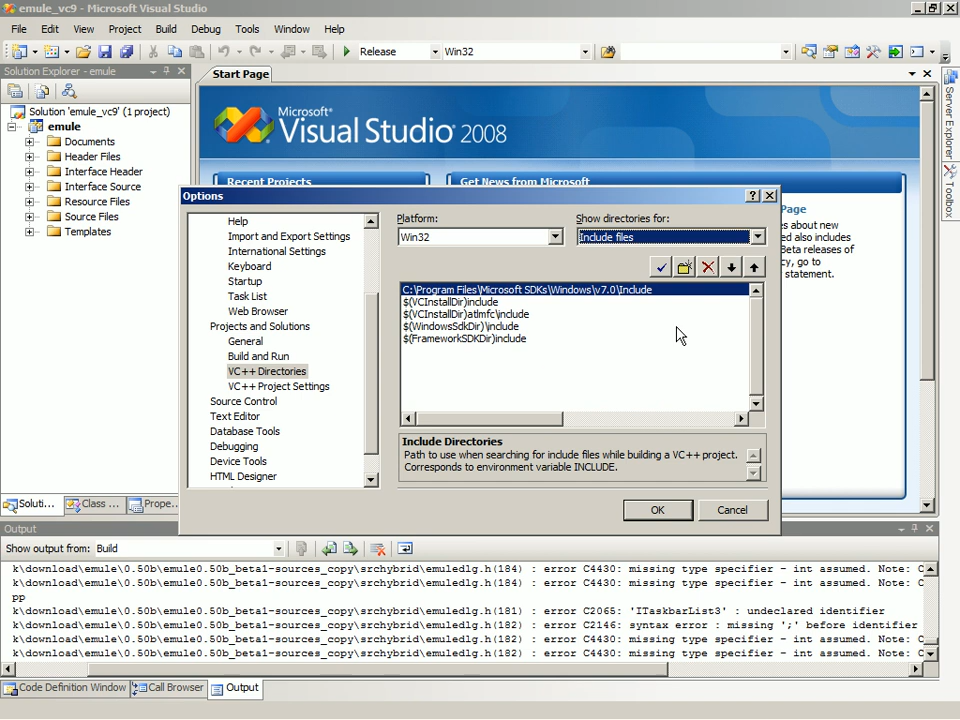 emule_vc9 - Microsoft Visual Studio
File Edit View Project Build Debug Tools Window Help
Release Win32
Solution Explorer - emule
Start Page
Solution 'emule_vc9' (1 project)
emule
Documents
Header Files
Interface Header
Interface Source
Resource Files
Source Files
Templates
Microsoft®
Visual Studio® 2008
Recent Projects
Get News from Microsoft
Page
s about new
ed also includes
Beta releases of
cy, go to
statement.
Server Explorer
Toolbox
Options
Help
Import and Export Settings
International Settings
Keyboard
Startup
Task List
Web Browser
Projects and Solutions
General
Build and Run
VC++ Directories
VC++ Project Settings
Source Control
Text Editor
Database Tools
Debugging
Device Tools
HTML Designer
Platform:
Win32
Show directories for:
Include files
C:\Program Files\Microsoft SDKs\Windows\v7.0\Include
$(VCInstallDir)include
$(VCInstallDir)atlmfc\include
$(WindowsSdkDir)\include
$(FrameworkSDKDir)include
Include Directories
Path to use when searching for include files while building a VC++ project.
Corresponds to environment variable INCLUDE.
OK Cancel
Soluti... Class ... Prope...
Output
Show output from: Build
k\download\emule\0.50b\emule0.50b_beta1-sources_copy\srchybrid\emuledlg.h(184) : error C4430: missing type specifier - int assumed. Note: C
k\download\emule\0.50b\emule0.50b_beta1-sources_copy\srchybrid\emuledlg.h(184) : error C4430: missing type specifier - int assumed. Note: C
pp
k\download\emule\0.50b\emule0.50b_beta1-sources_copy\srchybrid\emuledlg.h(181) : error C2065: 'ITaskbarList3' : undeclared identifier
k\download\emule\0.50b\emule0.50b_beta1-sources_copy\srchybrid\emuledlg.h(182) : error C2146: syntax error : missing ';' before identifier
k\download\emule\0.50b\emule0.50b_beta1-sources_copy\srchybrid\emuledlg.h(182) : error C4430: missing type specifier - int assumed. Note: C
k\download\emule\0.50b\emule0.50b_beta1-sources_copy\srchybrid\emuledlg.h(182) : error C4430: missing type specifier - int assumed. Note: C
Code Definition Window Call Browser Output